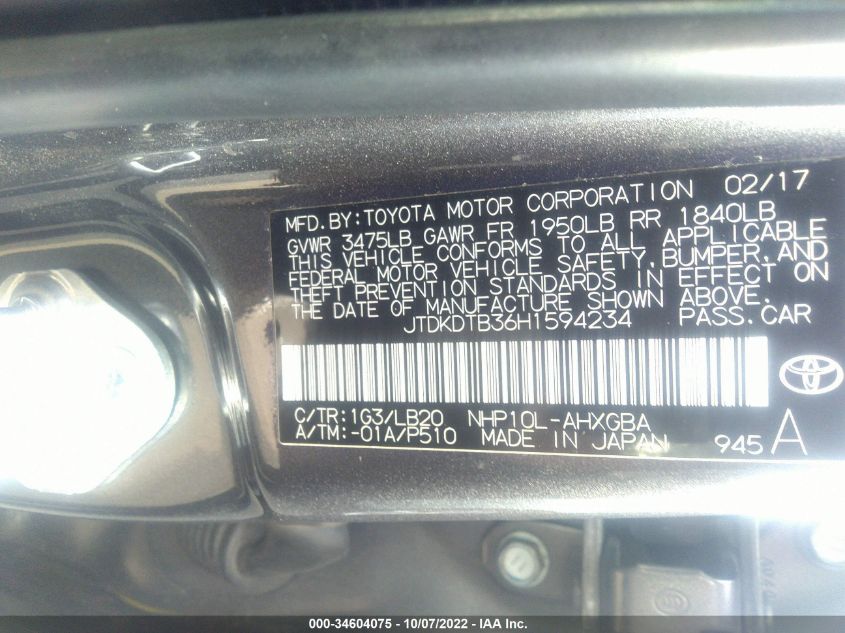 MFD. BY: TOYOTA MOTOR CORPORATION 02/17
GVWR 3475LB GAWR FR 1950LB RR 1840LB
THIS VEHICLE CONFORMS TO ALL APPLICABLE
FEDERAL MOTOR VEHICLE SAFETY, BUMPER, AND
THEFT PREVENTION STANDARDS IN EFFECT ON
THE DATE OF MANUFACTURE SHOWN ABOVE.
JTDKDTB36H1594234 PASS. CAR
C/TR: 1G3/LB20 NHP10L-AHXGBA
A/TM: -01A/P510 MADE IN JAPAN 945 A
000-34604075 - 10/07/2022 - IAA Inc.